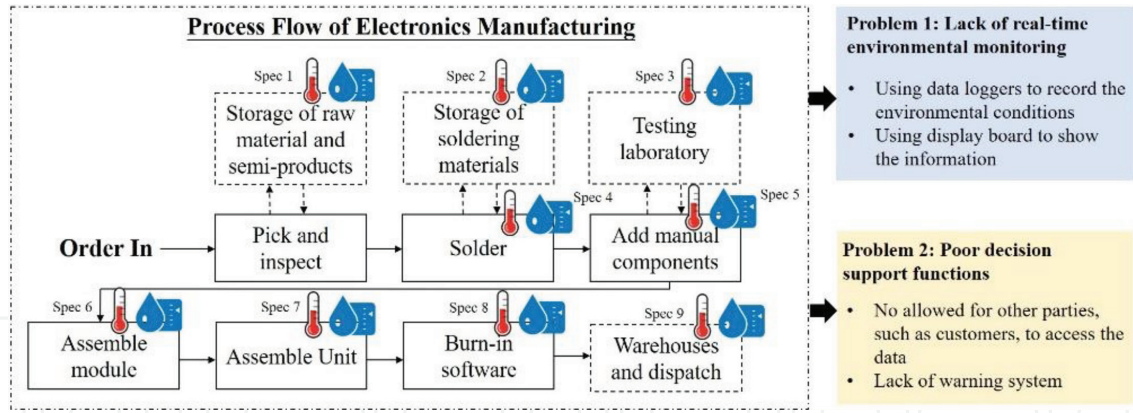 Process Flow of Electronics Manufacturing
Spec 1
Spec 2
Spec 3
Storage of raw
material and
semi-products
Storage of
soldering
materials
Testing
laboratory
Spec 4
Spec 5
Order In
Pick and
inspect
Solder
Add manual
components
Spec 6
Spec 7
Spec 8
Spec 9
Assemble
module
Assemble Unit
Burn-in
software
Warehouses
and dispatch
Problem 1: Lack of real-time
environmental monitoring
• Using data loggers to record the
environmental conditions
• Using display board to show
the information
Problem 2: Poor decision
support functions
• No allowed for other parties,
such as customers, to access the
data
• Lack of warning system